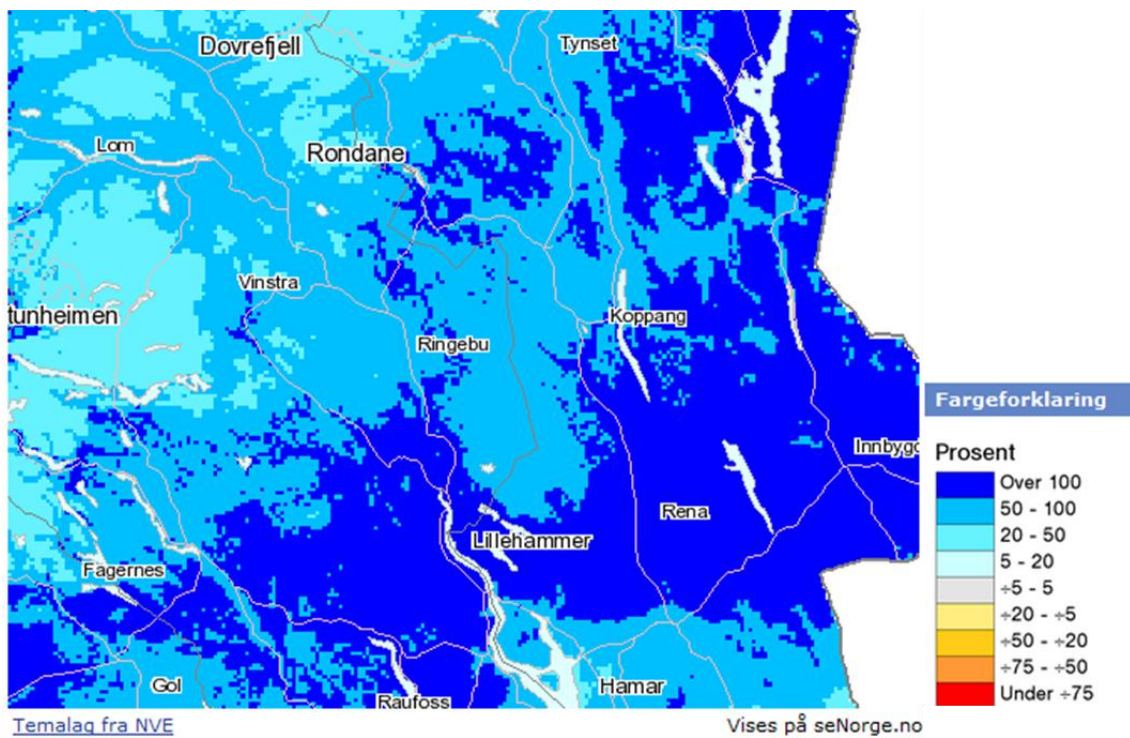 Dovrefjell
Tynset
Lom
Rondane
Vinstra
tunheimen
Koppang
Ringebu
Innbygd
Rena
Lillehammer
Fagernes
Gol
Hamar
Raufoss
Fargeforklaring
Prosent
Over 100
50 - 100
20 - 50
5 - 20
÷5 - 5
÷20 - ÷5
÷50 - ÷20
÷75 - ÷50
Under ÷75
Temalag fra NVE
Vises på seNorge.no